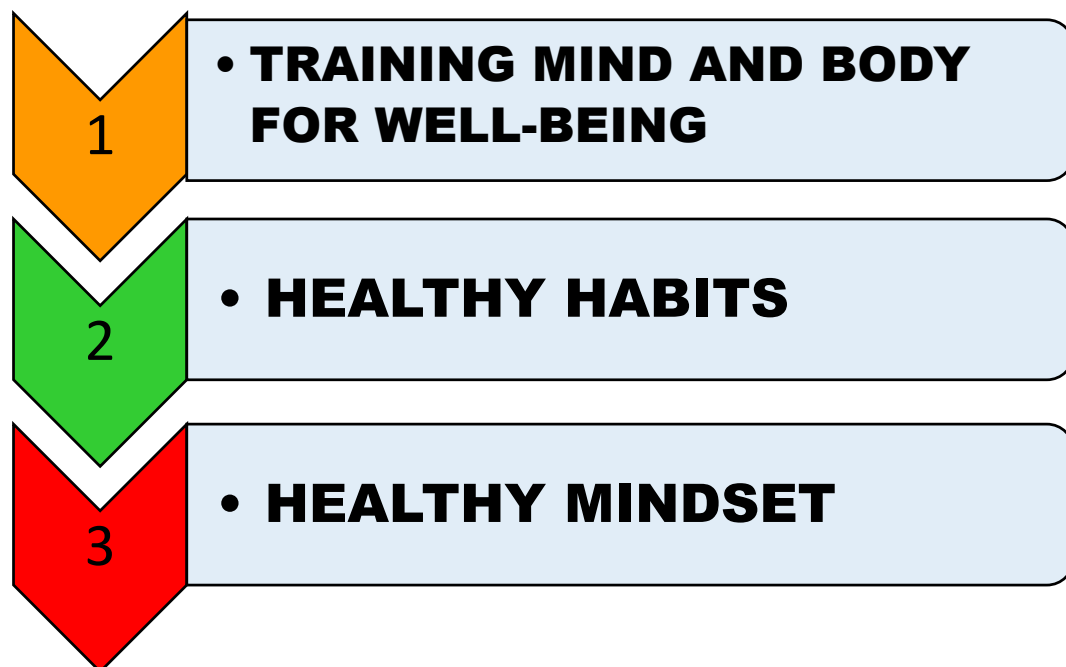 1
• TRAINING MIND AND BODY
FOR WELL-BEING
2
• HEALTHY HABITS
3
• HEALTHY MINDSET